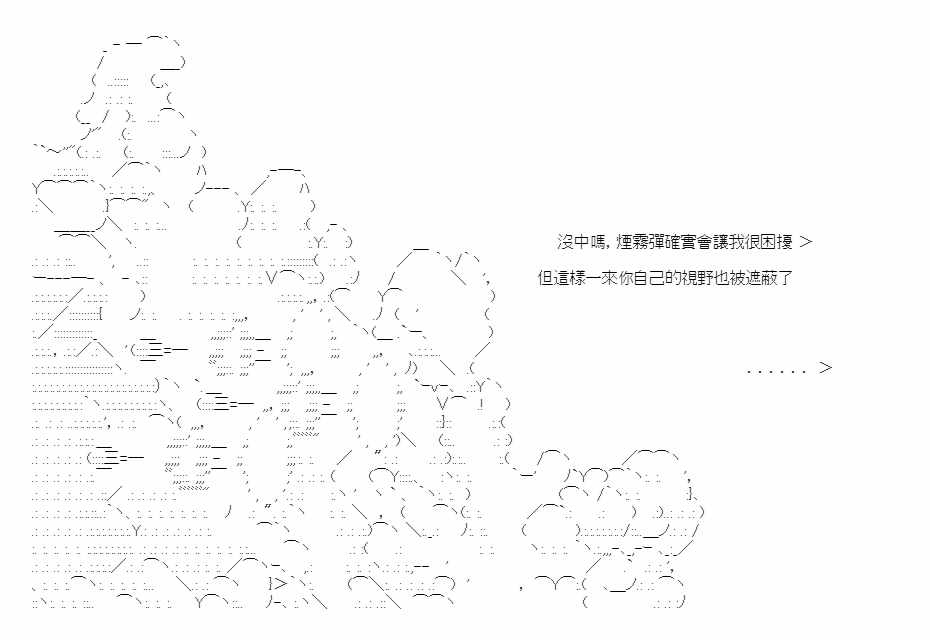 沒中嗎, 煙霧彈確實會讓我很困擾 ＞
但這樣一來你自己的視野也被遮蔽了
. . . . . . ＞